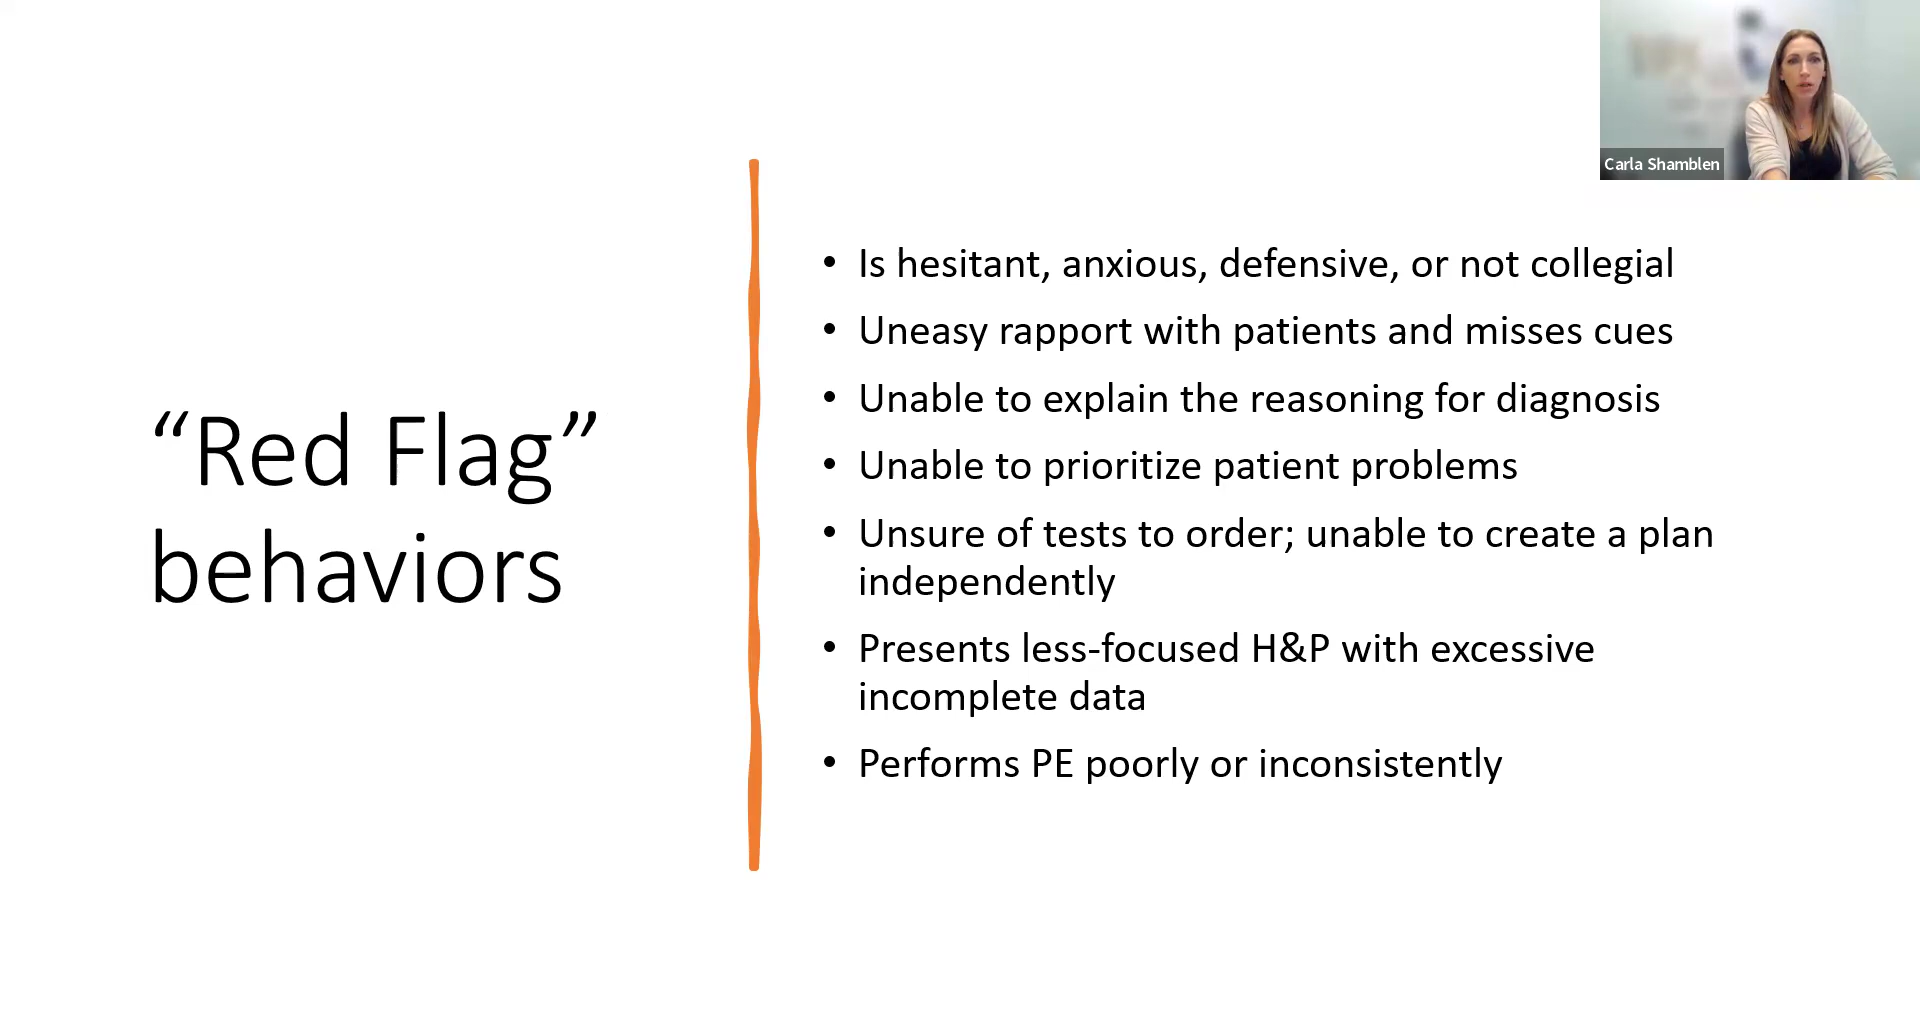 Carla Shamblen
“Red Flag”
behaviors
• Is hesitant, anxious, defensive, or not collegial
• Uneasy rapport with patients and misses cues
• Unable to explain the reasoning for diagnosis
• Unable to prioritize patient problems
• Unsure of tests to order; unable to create a plan
independently
• Presents less-focused H&P with excessive
incomplete data
• Performs PE poorly or inconsistently